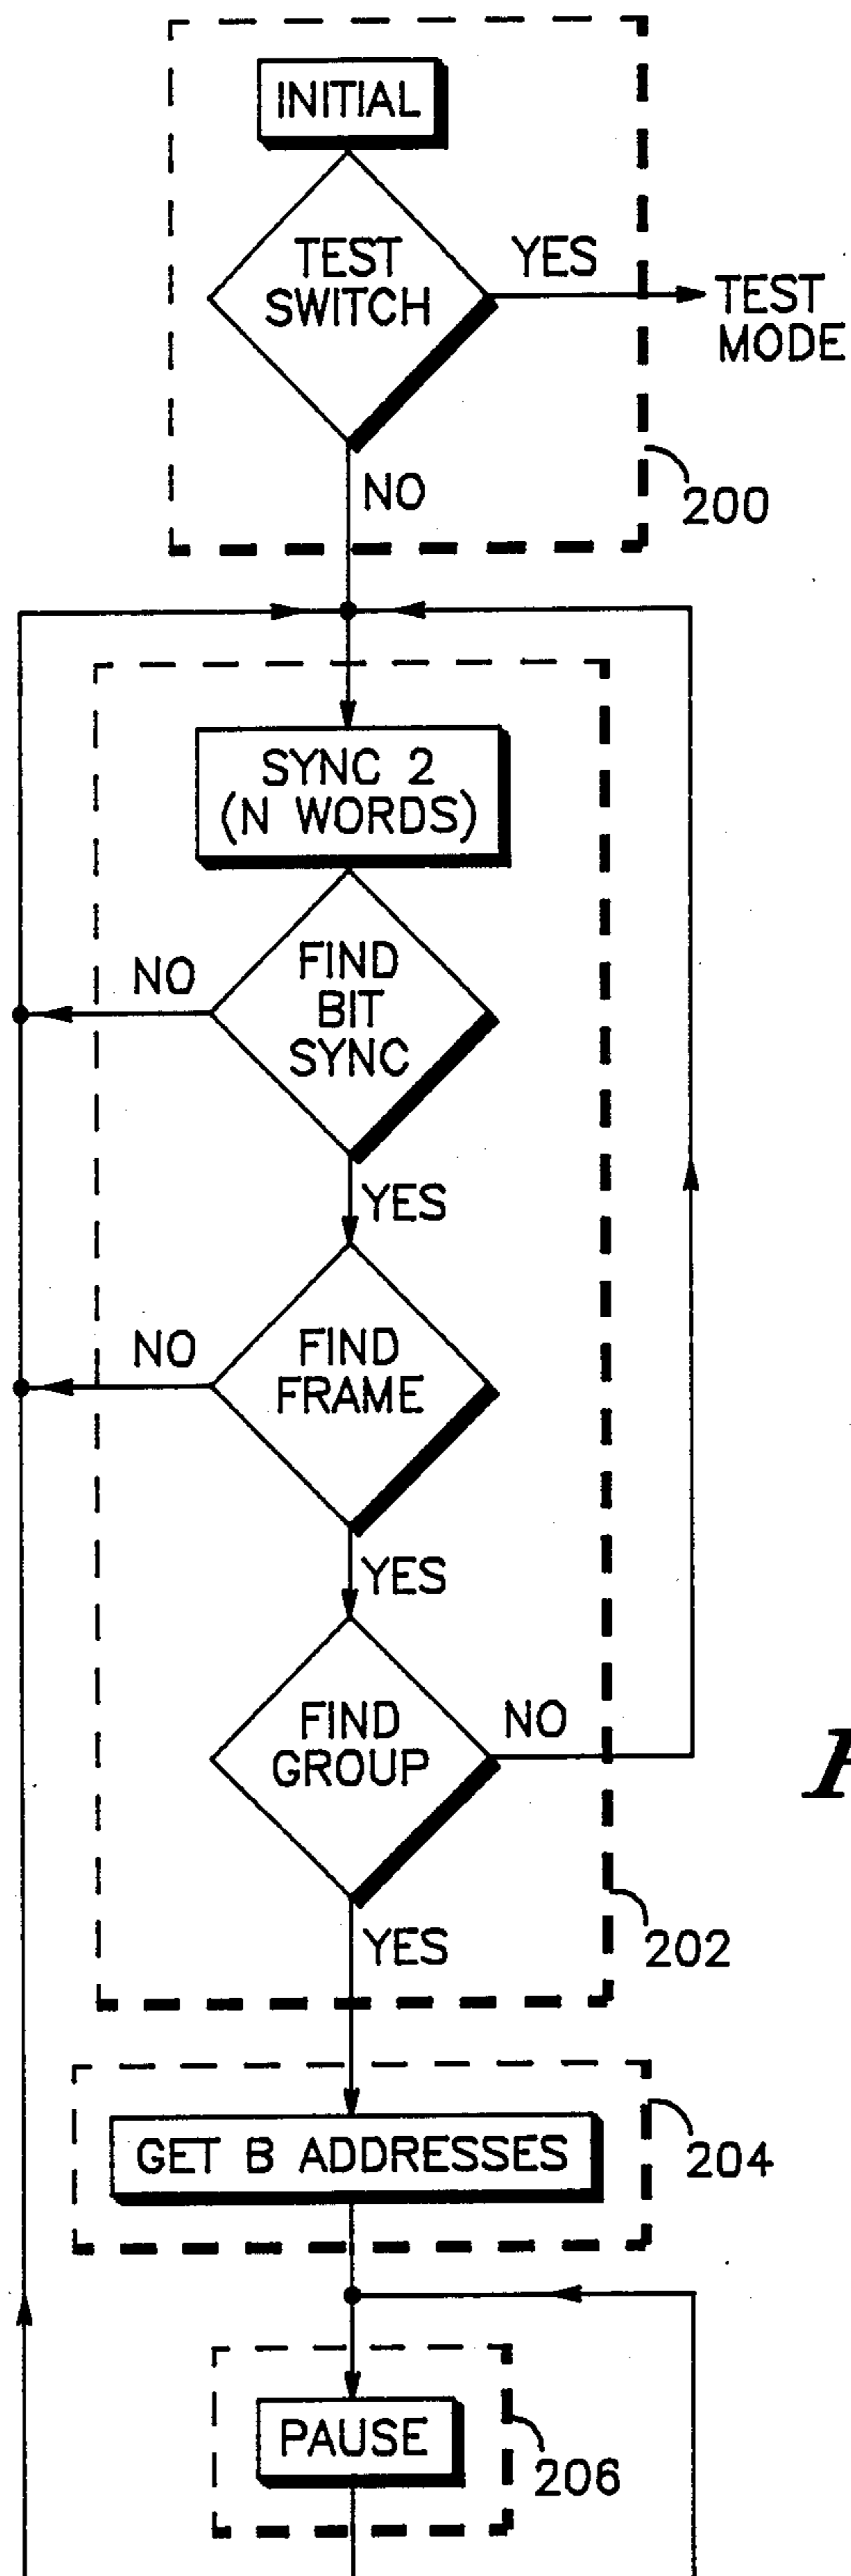 INITIAL
TEST
SWITCH
YES
TEST
MODE
NO
200
SYNC 2
(N WORDS)
FIND
BIT
SYNC
NO
YES
FIND
FRAME
NO
YES
FIND
GROUP
NO
YES
202
GET B ADDRESSES
204
PAUSE
206